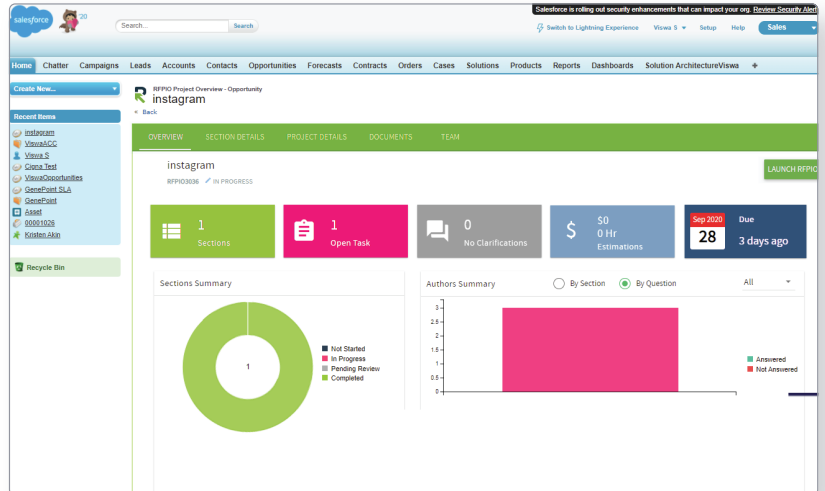 Salesforce is rolling out security enhancements that can impact your org. Review Security Alert
salesforce
'20
Search...
Search
Switch to Lightning Experience
Viswa S
Setup
Help
Sales
Home Chatter Campaigns Leads Accounts Contacts Opportunities Forecasts Contracts Orders Cases Solutions Products Reports Dashboards Solution ArchitectureViswa +
Create New...
Recent Items
instagram
ViswaACC
Viswa S
Cigna Test
ViswaOpportunities
GenePoint SLA
GenePoint
Asset
00001026
Kristen Akin
Recycle Bin
RFPIO Project Overview - Opportunity
instagram
« Back
OVERVIEW SECTION DETAILS PROJECT DETAILS DOCUMENTS TEAM
instagram
RFPIO3036 IN PROGRESS
LAUNCH RFPIO
1
Sections
1
Open Task
0
No Clarifications
$
$0
0 Hr
Estimations
Sep 2020
28
Due
3 days ago
Sections Summary
1
Not Started
In Progress
Pending Review
Completed
Authors Summary
By Section
By Question
All
3
2.5
2
1.5
1
0.5
0
Answered
Not Answered